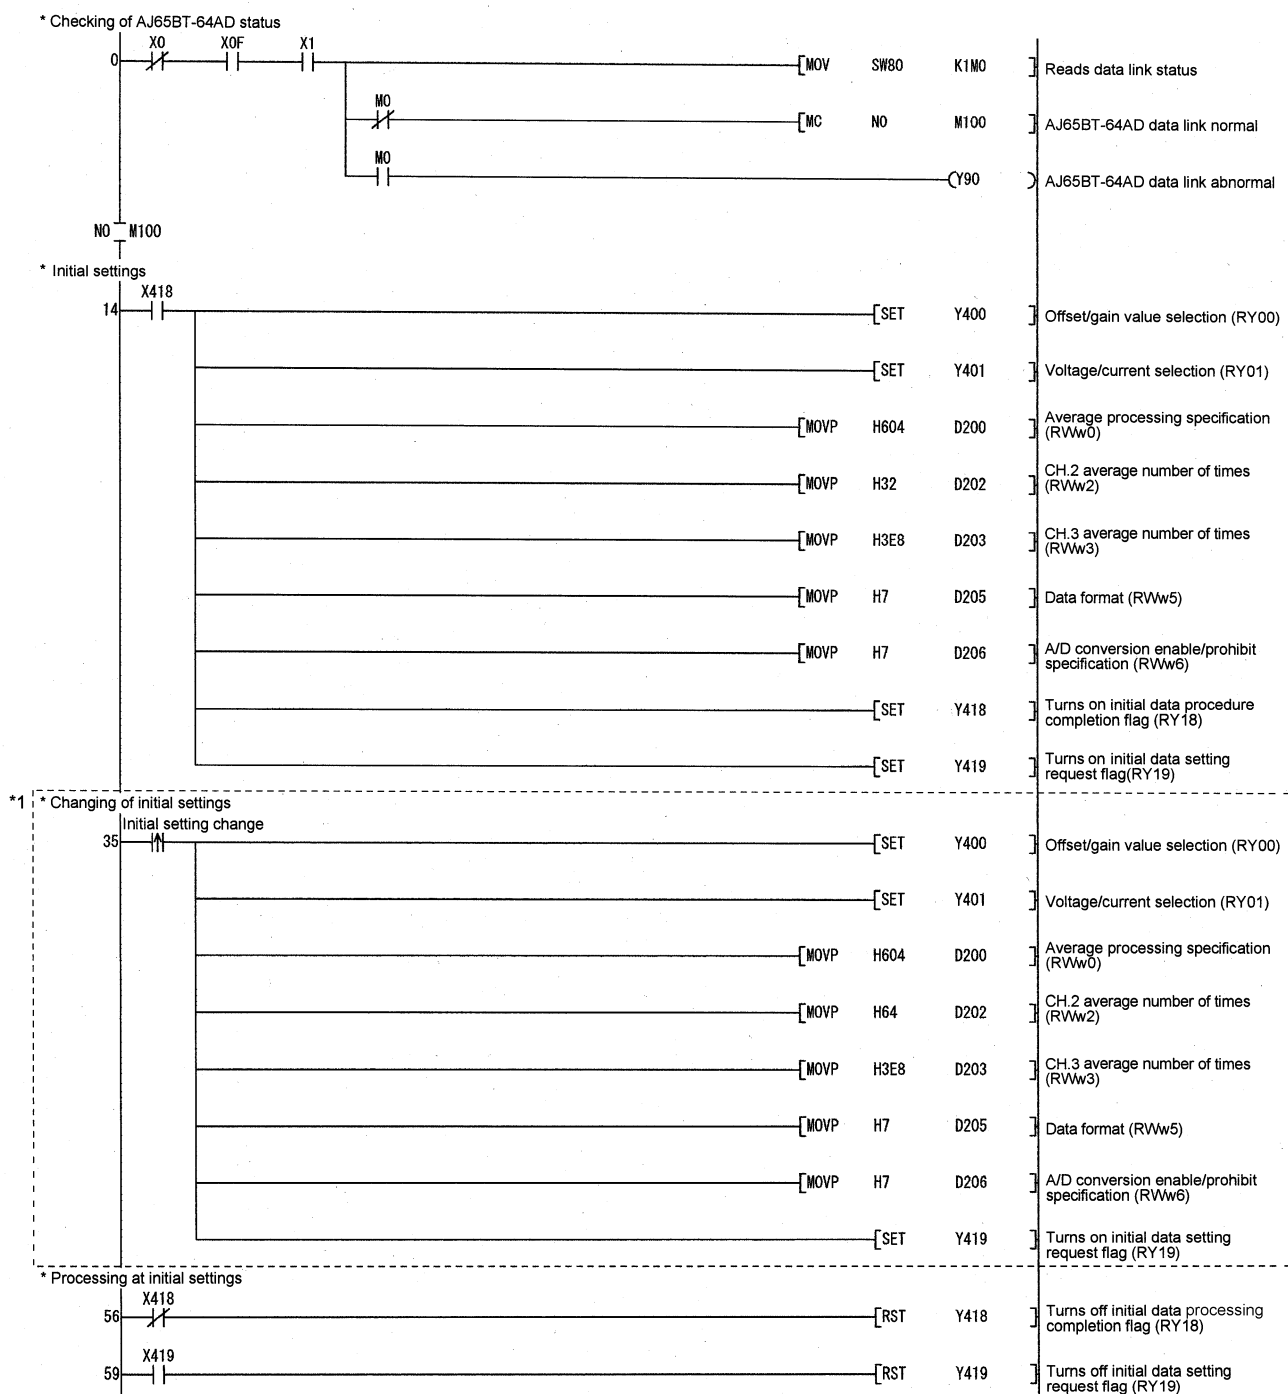 * Checking of AJ65BT-64AD status
X0 X0F X1
0 [MOV SW80 K1M0 ] Reads data link status
M0
[MC N0 M100 ] AJ65BT-64AD data link normal
M0
(Y90 ) AJ65BT-64AD data link abnormal
N0 M100
* Initial settings
X418
14 [SET Y400 ] Offset/gain value selection (RY00)
[SET Y401 ] Voltage/current selection (RY01)
[MOVP H604 D200 ] Average processing specification
(RWw0)
[MOVP H32 D202 ] CH.2 average number of times
(RWw2)
[MOVP H3E8 D203 ] CH.3 average number of times
(RWw3)
[MOVP H7 D205 ] Data format (RWw5)
[MOVP H7 D206 ] A/D conversion enable/prohibit
specification (RWw6)
[SET Y418 ] Turns on initial data procedure
completion flag (RY18)
[SET Y419 ] Turns on initial data setting
request flag(RY19)
*1 * Changing of initial settings
Initial setting change
35 [SET Y400 ] Offset/gain value selection (RY00)
[SET Y401 ] Voltage/current selection (RY01)
[MOVP H604 D200 ] Average processing specification
(RWw0)
[MOVP H64 D202 ] CH.2 average number of times
(RWw2)
[MOVP H3E8 D203 ] CH.3 average number of times
(RWw3)
[MOVP H7 D205 ] Data format (RWw5)
[MOVP H7 D206 ] A/D conversion enable/prohibit
specification (RWw6)
[SET Y419 ] Turns on initial data setting
request flag (RY19)
* Processing at initial settings
X418
56 [RST Y418 ] Turns off initial data processing
completion flag (RY18)
X419
59 [RST Y419 ] Turns off initial data setting
request flag (RY19)